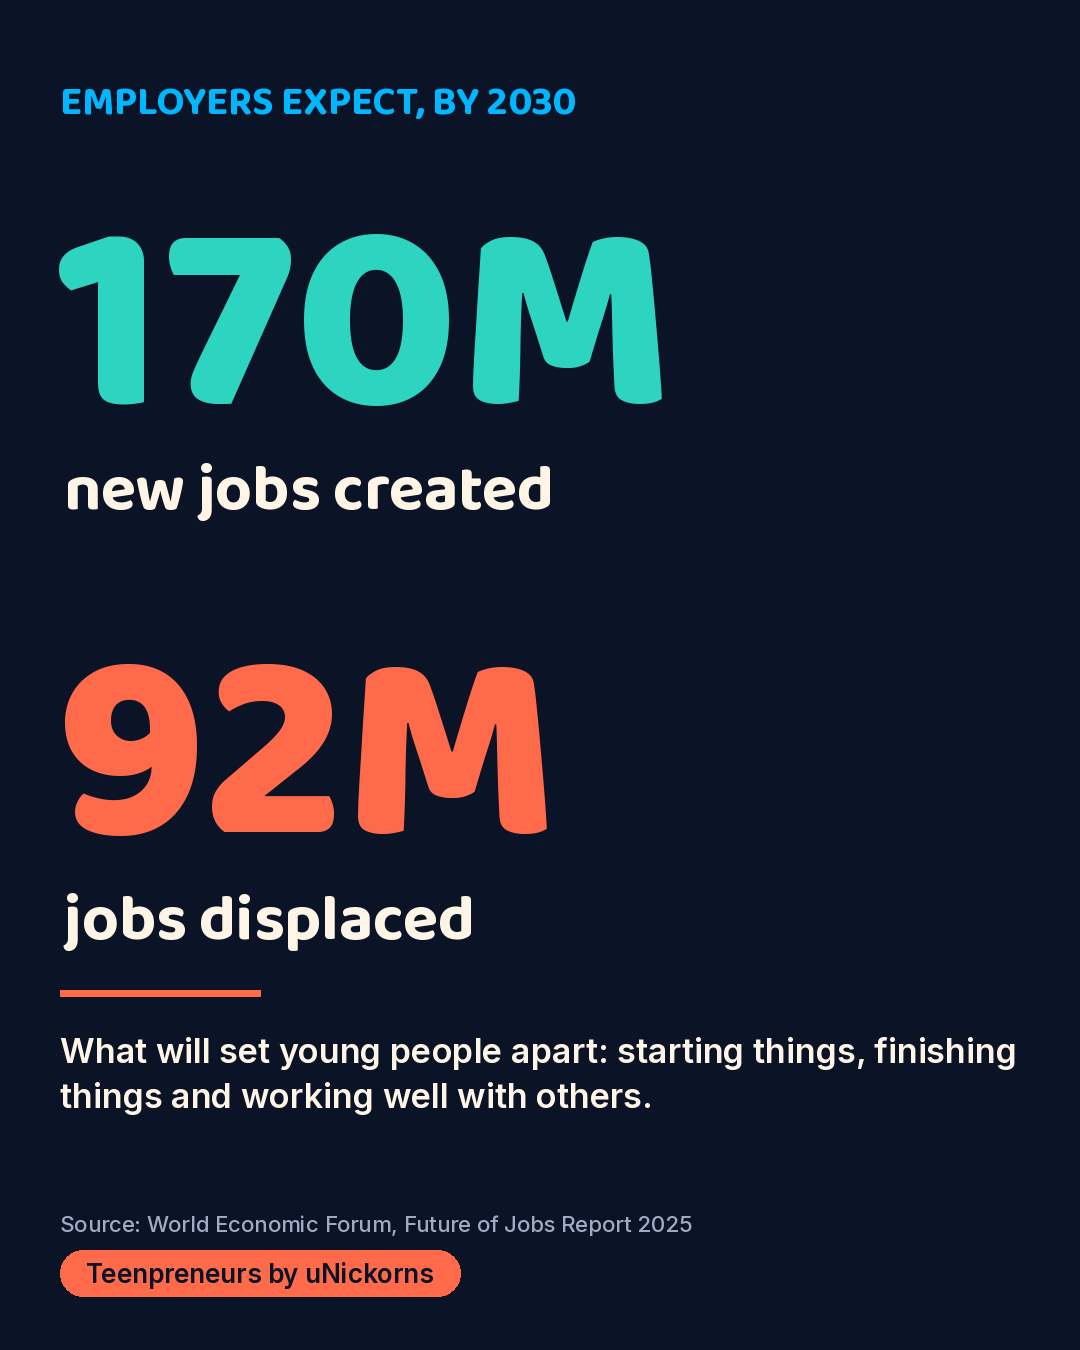 EMPLOYERS EXPECT, BY 2030
170M
new jobs created
92M
jobs displaced
What will set young people apart: starting things, finishing
things and working well with others.
Source: World Economic Forum, Future of Jobs Report 2025
Teenpreneurs by uNickorns